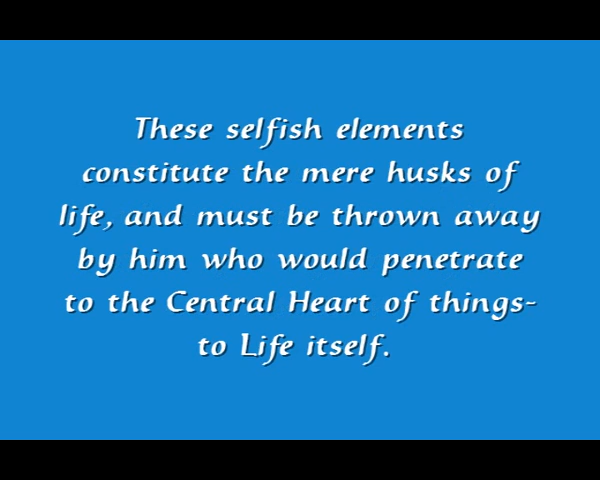 These selfish elements
constitute the mere husks of
life, and must be thrown away
by him who would penetrate
to the Central Heart of things-
to Life itself.